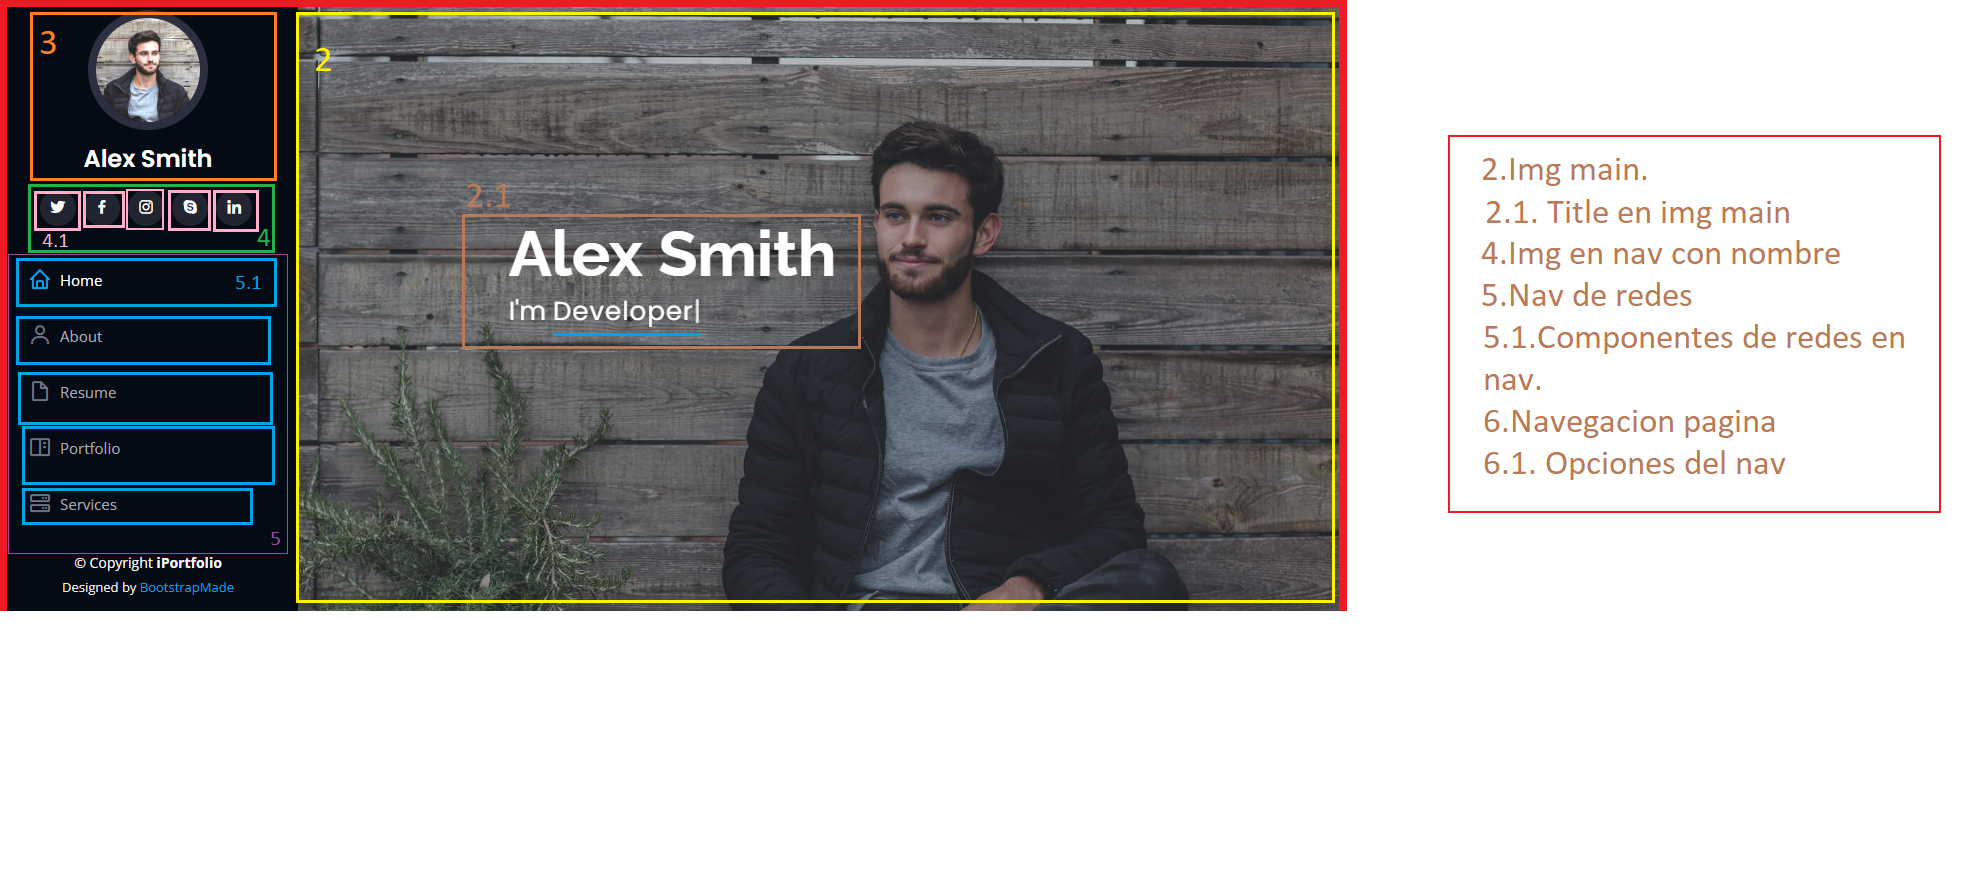 3
Alex Smith
4.1
4
Home
5.1
About
Resume
Portfolio
Services
5
© Copyright iPortfolio
Designed by BootstrapMade
2
2.1
Alex Smith
I'm Developer|
2.Img main.
2.1. Title en img main
4.Img en nav con nombre
5.Nav de redes
5.1.Componentes de redes en
nav.
6.Navegacion pagina
6.1. Opciones del nav